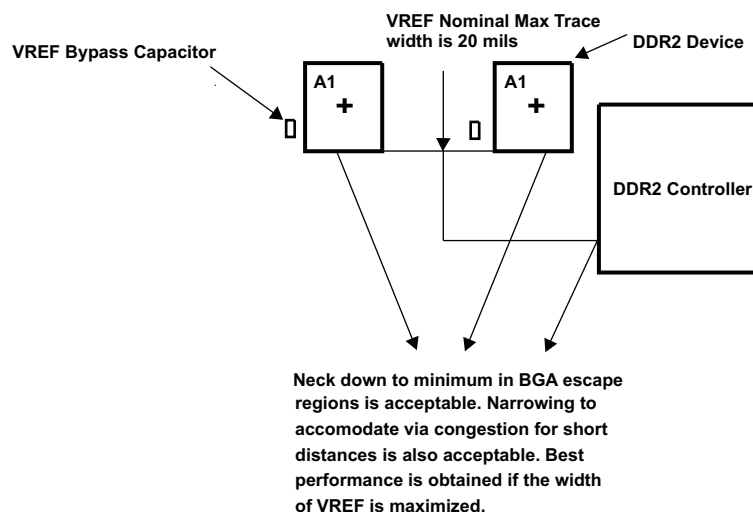 VREF Nominal Max Trace
width is 20 mils
VREF Bypass Capacitor
DDR2 Device
A1
+
A1
+
DDR2 Controller
Neck down to minimum in BGA escape
regions is acceptable. Narrowing to
accomodate via congestion for short
distances is also acceptable. Best
performance is obtained if the width
of VREF is maximized.